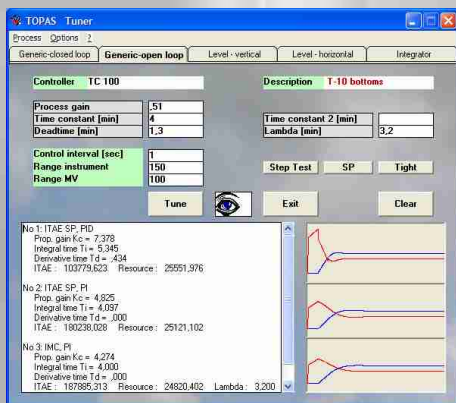 TOPAS Tuner
Process Options ?
Generic-closed loop Generic-open loop Level - vertical Level - horizontal Integrator
Controller TC 100 Description T-10 bottoms
Process gain ,51
Time constant [min] 4 Time constant 2 [min]
Deadtime [min] 1,3 Lambda [min] 3,2
Control interval [sec] 1
Range instrument 150 Step Test SP Tight
Range MV 100
Tune Exit Clear
No 1: ITAE SP, PID
Prop. gain Kc = 7,378
Integral time Ti = 5,345
Derivative time Td = ,434
ITAE : 103779,623 Resource : 25551,976
No 2: ITAE SP, PI
Prop. gain Kc = 4,825
Integral time Ti = 4,097
Derivative time Td = ,000
ITAE : 180238,028 Resource : 25121,102
No 3: IMC, PI
Prop. gain Kc = 4,274
Integral time Ti = 4,000
Derivative time Td = ,000
ITAE : 187885,313 Resource : 24820,402 Lambda : 3,200